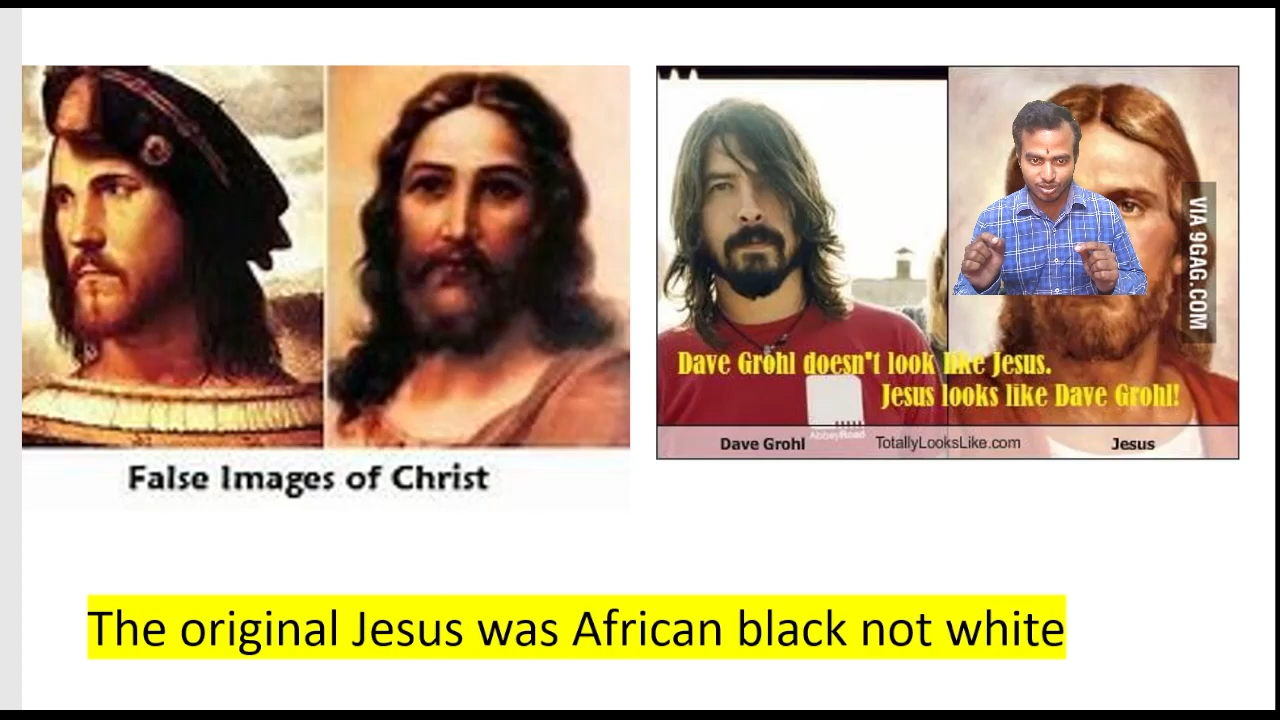 False Images of Christ
Dave Grohl doesn"t look like Jesus.
Jesus looks like Dave Grohl!
AbbeyRoad
Dave Grohl
TotallyLooksLike.com
Jesus
VIA 9GAG.COM
The original Jesus was African black not white